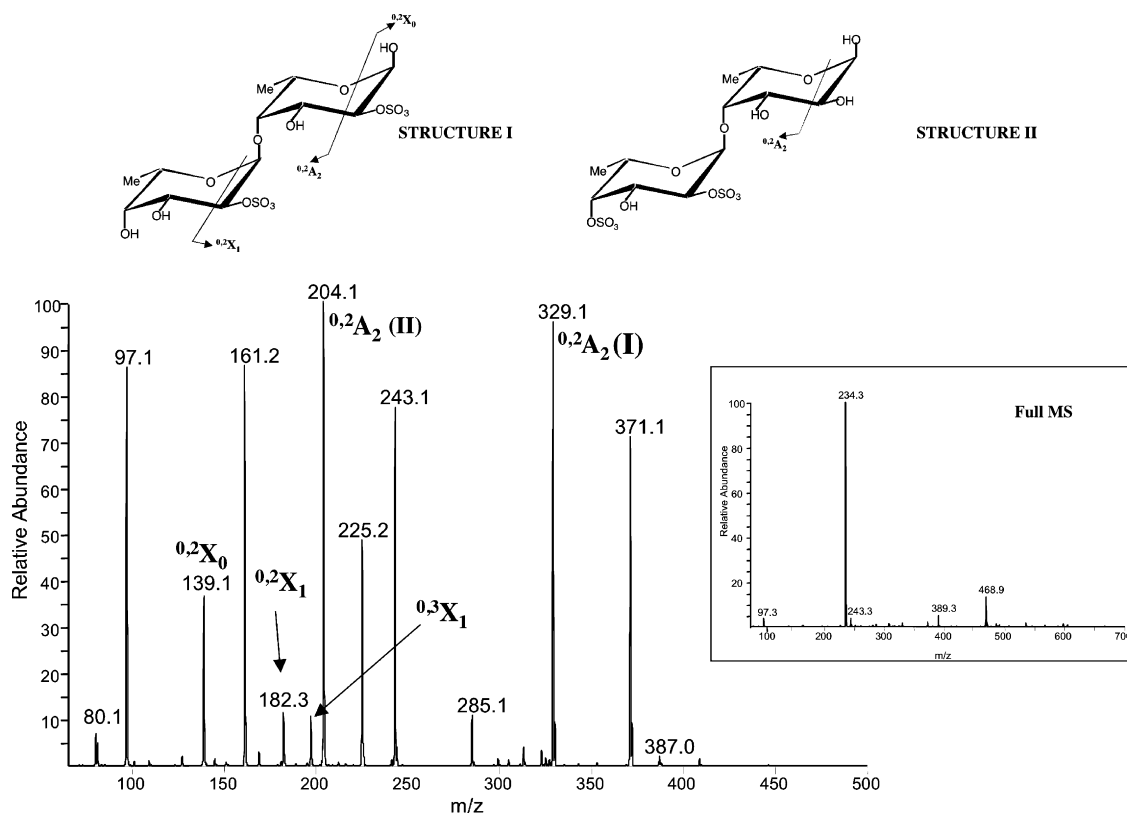 0,2X0
HO
Me
O
OSO3
OH
O
0,2A2
STRUCTURE I
Me
O
OSO3
OH
OH
0,2X1
HO
Me
O
OH
HO
O
0,2A2
STRUCTURE II
Me
O
OSO3
OH
OSO3
Relative Abundance
100
90
80
70
60
50
40
30
20
10
80.1
97.1
0,2X0
139.1
161.2
0,2X1
182.3
204.1
0,2A2 (II)
225.2
243.1
0,3X1
285.1
329.1
0,2A2 (I)
371.1
387.0
100
150
200
250
300
350
400
450
500
m/z
Full MS
Relative Abundance
100
80
60
40
20
97.3
234.3
243.3
389.3
468.9
100
200
300
400
500
600
700
m/z